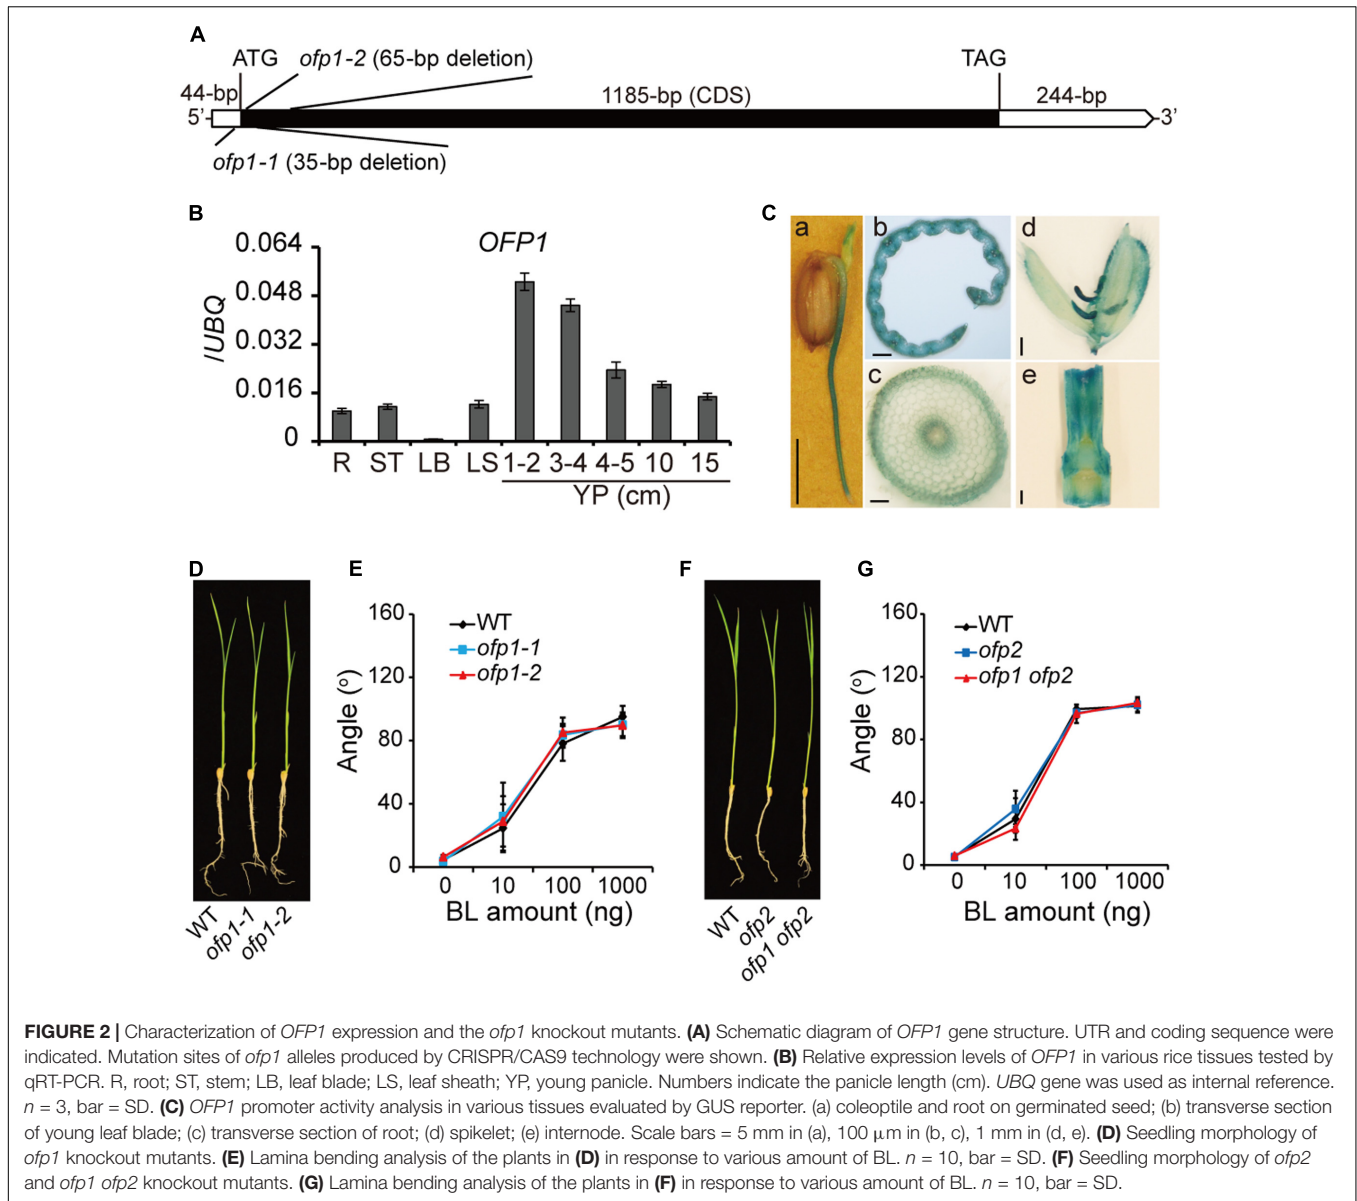 A
ATG
ofp1-2 (65-bp deletion)
TAG
44-bp
1185-bp (CDS)
244-bp
5'
-3'
ofp1-1 (35-bp deletion)
B
OFP1
/UBQ
0.064
0.048
0.032
0.016
0
R ST LB LS 1-2 3-4 4-5 10 15
YP (cm)
C
a
b
c
d
e
D
WT
ofp1-1
ofp1-2
E
Angle (°)
160
120
80
40
0
WT
ofp1-1
ofp1-2
0 10 100 1000
BL amount (ng)
F
WT
ofp2
ofp1 ofp2
G
Angle (°)
160
120
80
40
0
WT
ofp2
ofp1 ofp2
0 10 100 1000
BL amount (ng)
FIGURE 2 | Characterization of OFP1 expression and the ofp1 knockout mutants. (A) Schematic diagram of OFP1 gene structure. UTR and coding sequence were
indicated. Mutation sites of ofp1 alleles produced by CRISPR/CAS9 technology were shown. (B) Relative expression levels of OFP1 in various rice tissues tested by
qRT-PCR. R, root; ST, stem; LB, leaf blade; LS, leaf sheath; YP, young panicle. Numbers indicate the panicle length (cm). UBQ gene was used as internal reference.
n = 3, bar = SD. (C) OFP1 promoter activity analysis in various tissues evaluated by GUS reporter. (a) coleoptile and root on germinated seed; (b) transverse section
of young leaf blade; (c) transverse section of root; (d) spikelet; (e) internode. Scale bars = 5 mm in (a), 100 μm in (b, c), 1 mm in (d, e). (D) Seedling morphology of
ofp1 knockout mutants. (E) Lamina bending analysis of the plants in (D) in response to various amount of BL. n = 10, bar = SD. (F) Seedling morphology of ofp2
and ofp1 ofp2 knockout mutants. (G) Lamina bending analysis of the plants in (F) in response to various amount of BL. n = 10, bar = SD.